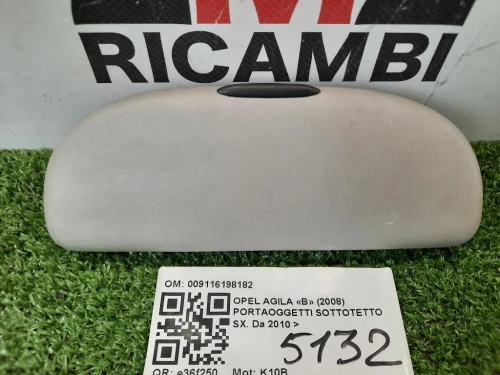 M
RICAMBI
OM: 009116198182
OPEL AGILA «B» (2008)
PORTAOGGETTI SOTTOTETTO
SX. Da 2010 >
5132
QR: e36f250
Mot: K10B